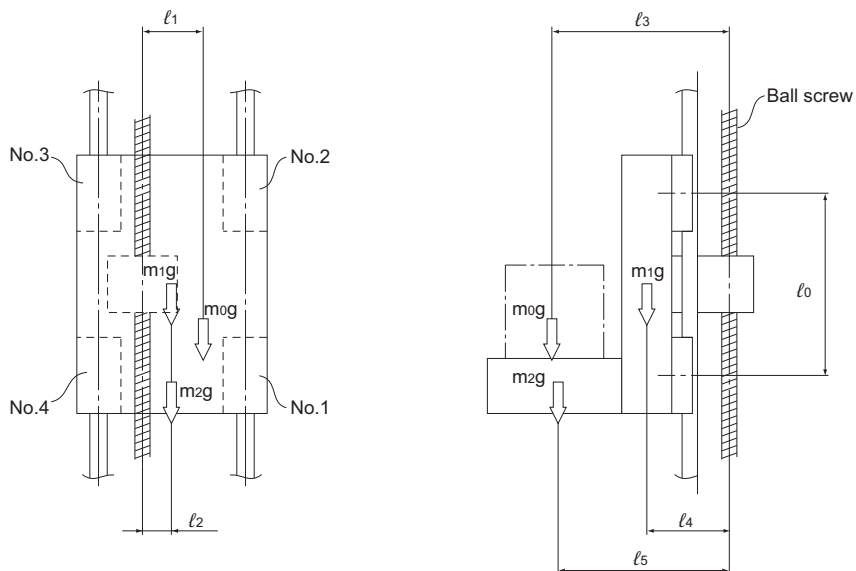 ℓ1
No.3
No.2
m1g
m0g
m2g
No.4
No.1
ℓ2
ℓ3
Ball screw
m1g
m0g
ℓ0
m2g
ℓ4
ℓ5